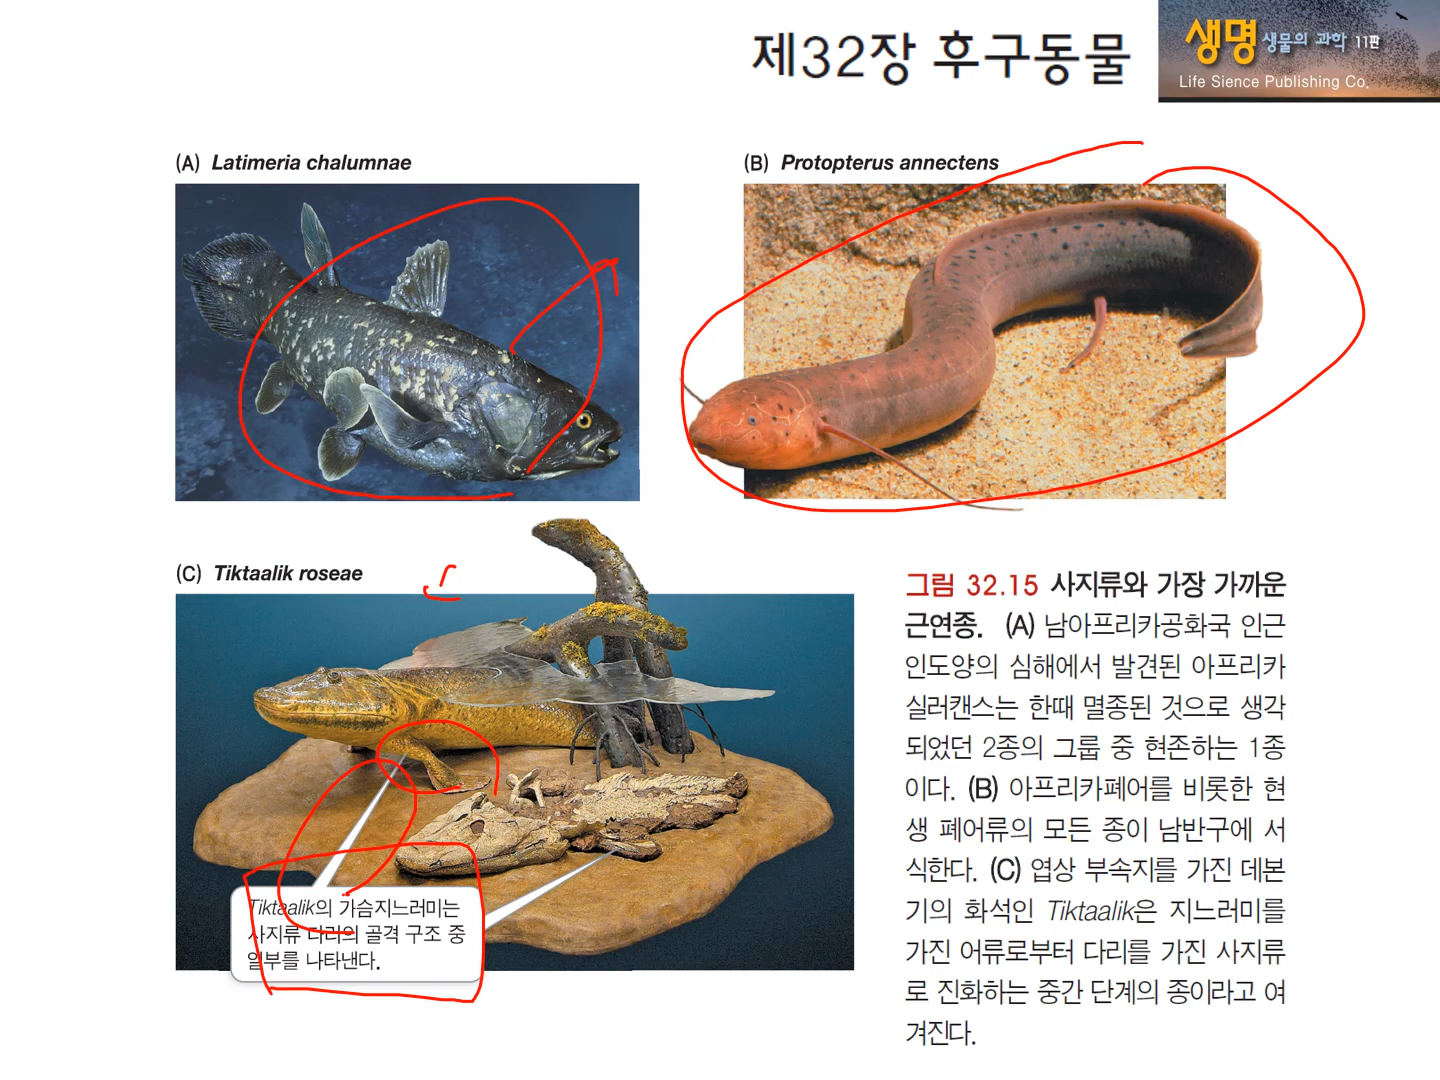 제32장 후구동물
생명 생물의 과학 11판
Life Sience Publishing Co.
(A) Latimeria chalumnae
(B) Protopterus annectens
(C) Tiktaalik roseae
Tiktaalik의 가슴지느러미는
사지류 다리의 골격 구조 중
일부를 나타낸다.
그림 32.15 사지류와 가장 가까운
근연종. (A) 남아프리카공화국 인근
인도양의 심해에서 발견된 아프리카
실러캔스는 한때 멸종된 것으로 생각
되었던 2종의 그룹 중 현존하는 1종
이다. (B) 아프리카폐어를 비롯한 현
생 폐어류의 모든 종이 남반구에 서
식한다. (C) 엽상 부속지를 가진 데본
기의 화석인 Tiktaalik은 지느러미를
가진 어류로부터 다리를 가진 사지류
로 진화하는 중간 단계의 종이라고 여
겨진다.